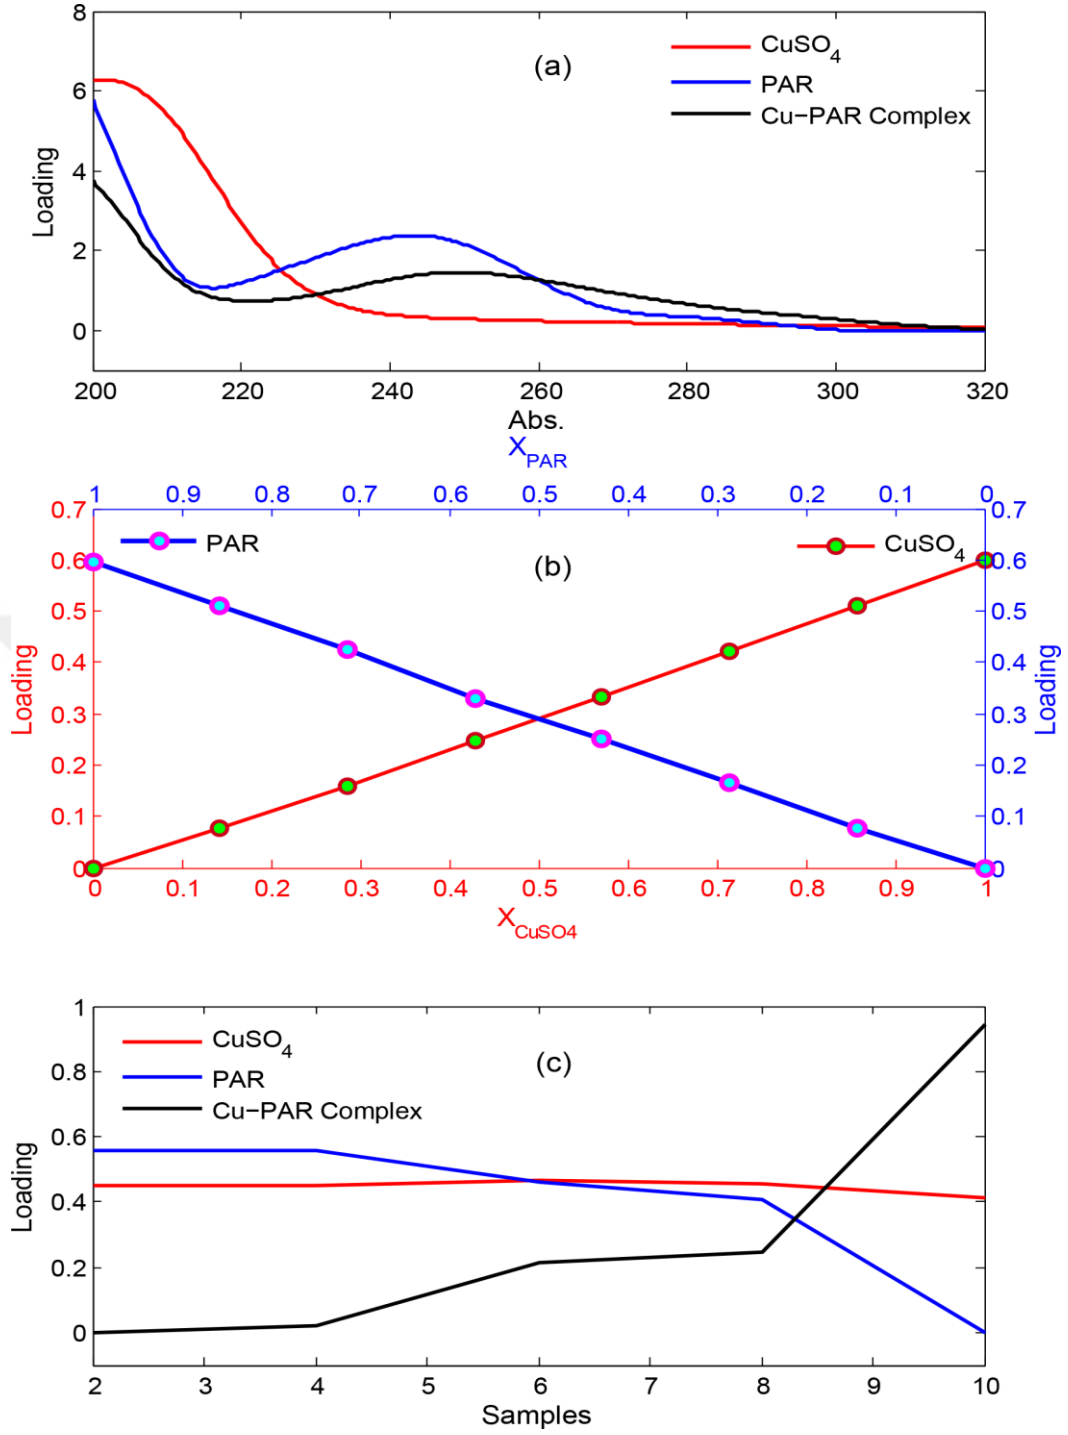 8
6
4
2
0
Loading
(a)
CuSO4
PAR
Cu−PAR Complex
200 220 240 260 280 300 320
Abs.
XPAR
1 0.9 0.8 0.7 0.6 0.5 0.4 0.3 0.2 0.1 0
0.7
0.6
0.5
0.4
0.3
0.2
0.1
0
Loading
PAR
(b)
CuSO4
0.7
0.6
0.5
0.4
0.3
0.2
0.1
0
Loading
0 0.1 0.2 0.3 0.4 0.5 0.6 0.7 0.8 0.9 1
XCuSO4
1
0.8
0.6
0.4
0.2
0
Loading
CuSO4
PAR
Cu−PAR Complex
(c)
2 3 4 5 6 7 8 9 10
Samples